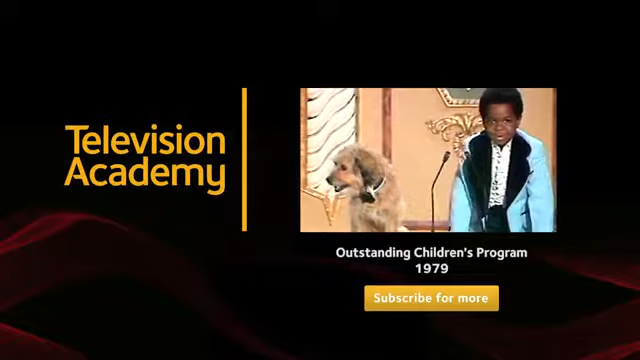 Television
Academy
Outstanding Children's Program
1979
Subscribe for more